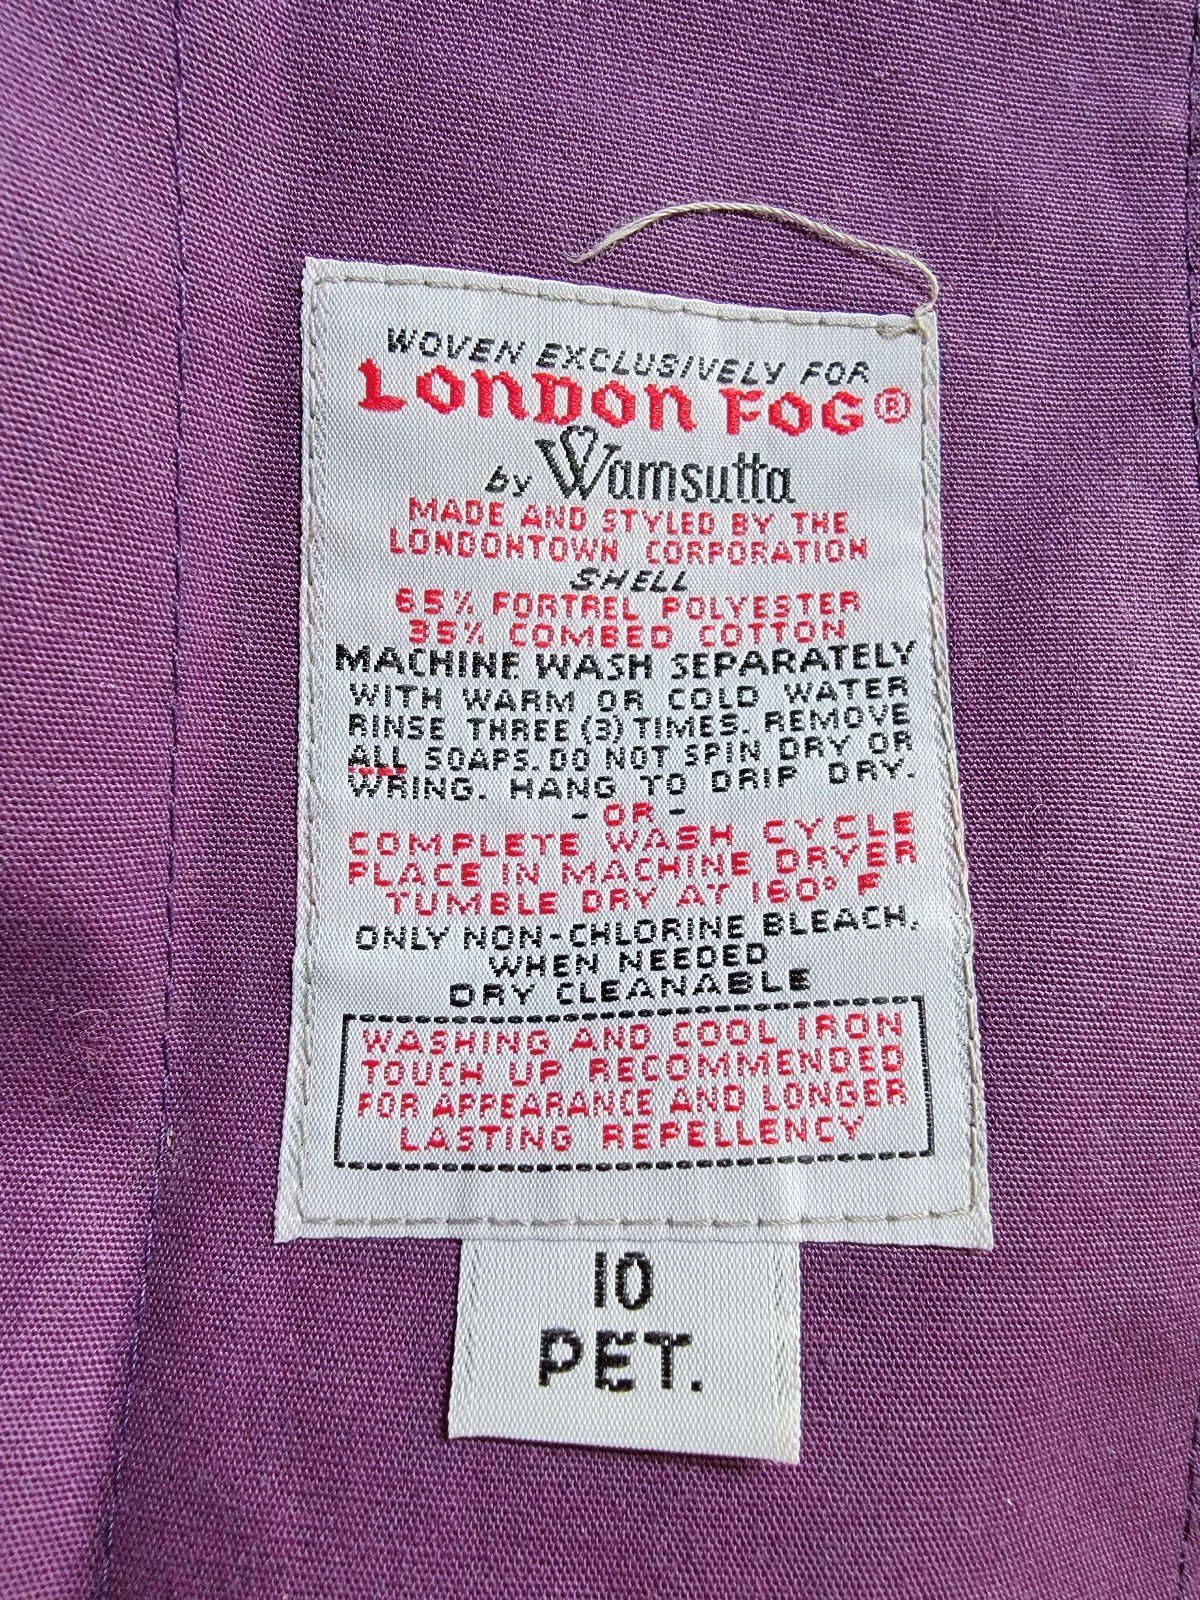 WOVEN EXCLUSIVELY FOR
LONDON FOG®
by Wamsutta
MADE AND STYLED BY THE
LONDONTOWN CORPORATION
SHELL
65% FORTREL POLYESTER
35% COMBED COTTON
MACHINE WASH SEPARATELY
WITH WARM OR COLD WATER
RINSE THREE (3) TIMES. REMOVE
ALL SOAPS. DO NOT SPIN DRY OR
WRING. HANG TO DRIP DRY.
- OR -
COMPLETE WASH CYCLE
PLACE IN MACHINE DRYER
TUMBLE DRY AT 160° F
ONLY NON-CHLORINE BLEACH,
WHEN NEEDED
DRY CLEANABLE
WASHING AND COOL IRON
TOUCH UP RECOMMENDED
FOR APPEARANCE AND LONGER
LASTING REPELLENCY
10
PET.